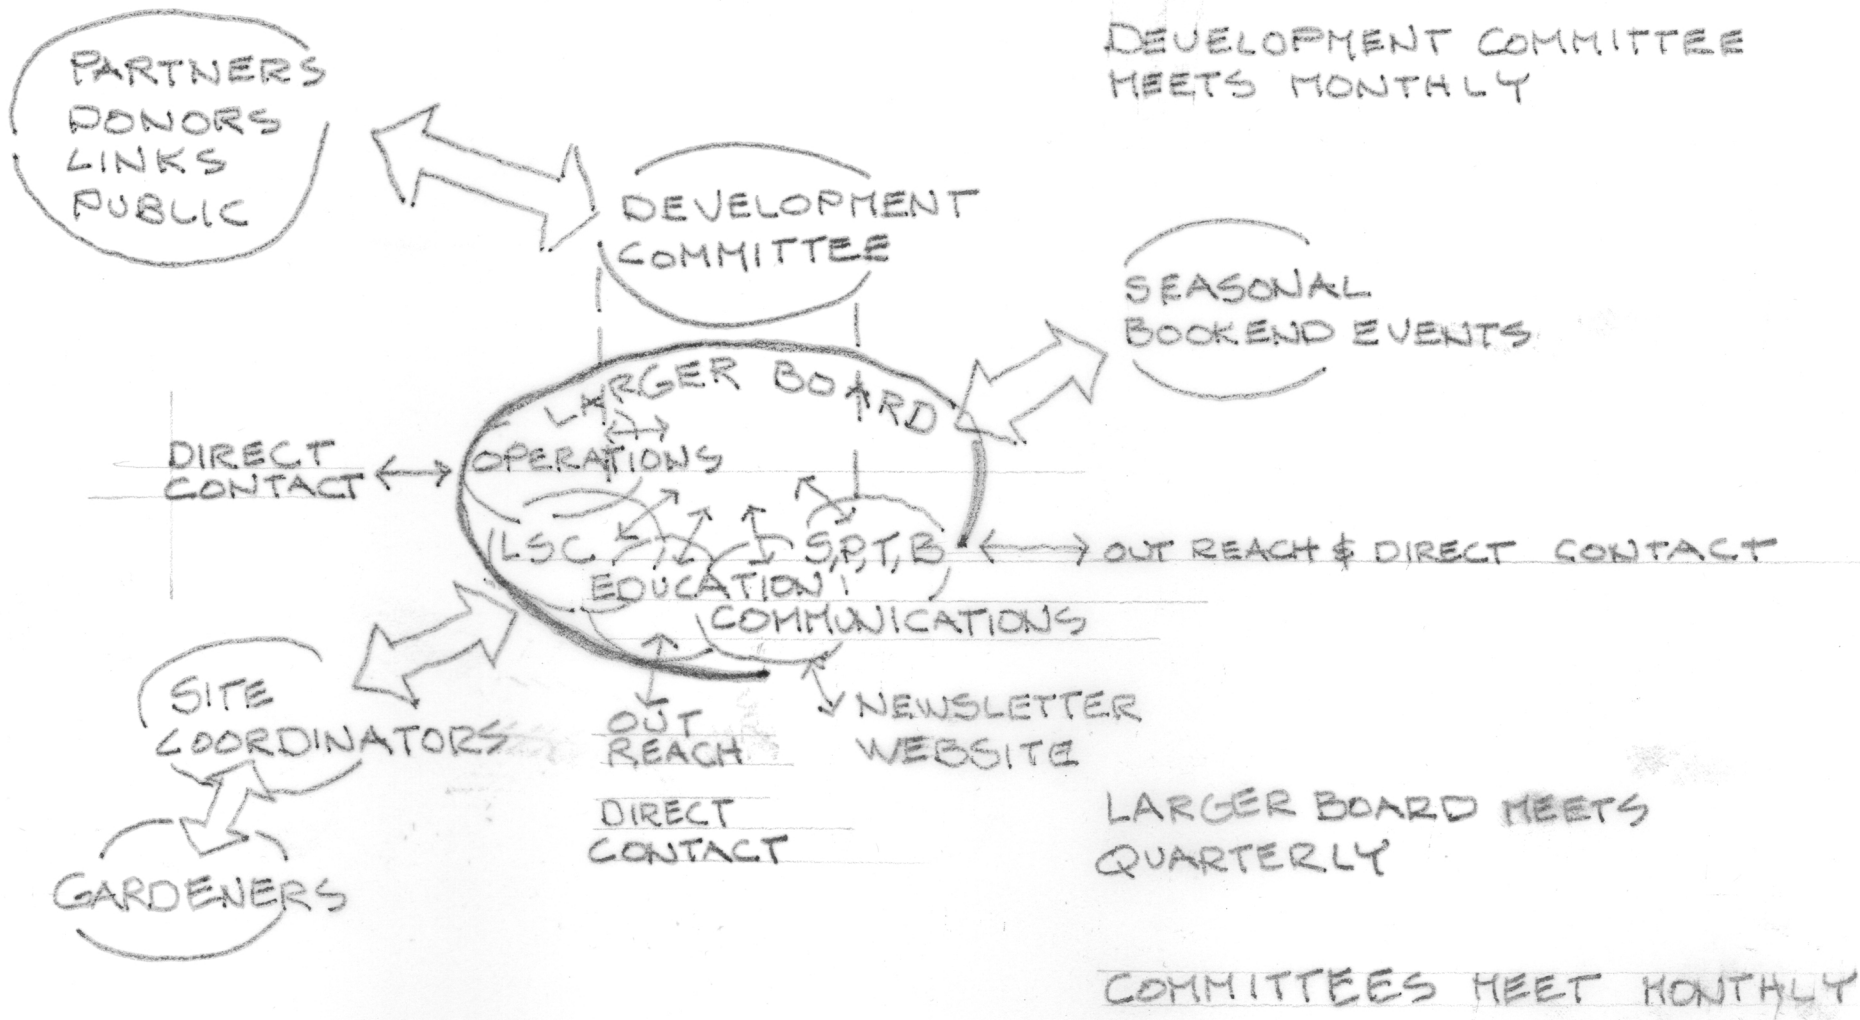 PARTNERS
DONORS
LINKS
PUBLIC
DEVELOPMENT COMMITTEE
MEETS MONTHLY
DEVELOPMENT
COMMITTEE
SEASONAL
BOOKEND EVENTS
LARGER BOARD
DIRECT
CONTACT
OPERATIONS
LSC
S,P,T,B
OUT REACH & DIRECT CONTACT
EDUCATION
COMMUNICATIONS
SITE
COORDINATORS
OUT
REACH
NEWSLETTER
WEBSITE
DIRECT
CONTACT
GARDENERS
LARGER BOARD MEETS
QUARTERLY
COMMITTEES MEET MONTHLY